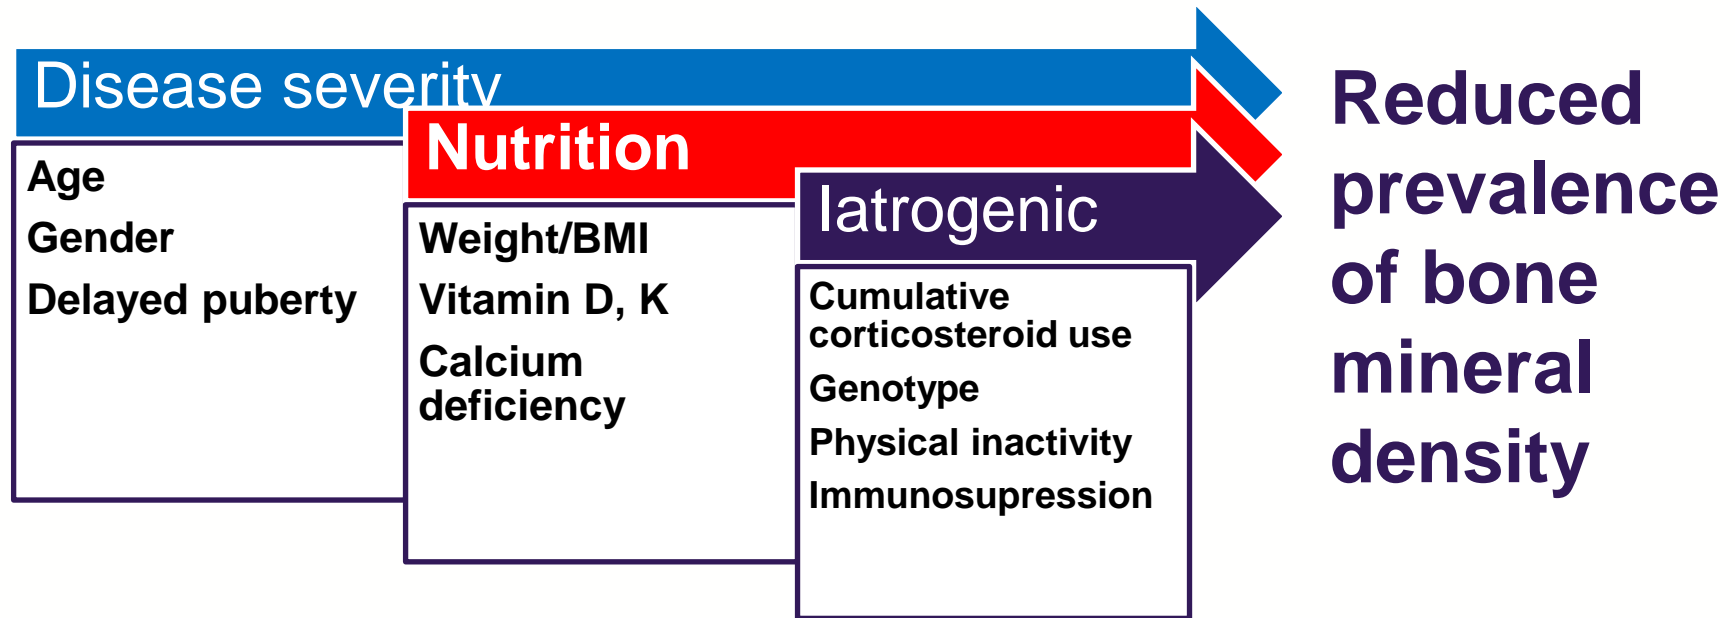 Disease severity
Age
Gender
Delayed puberty
Nutrition
Weight/BMI
Vitamin D, K
Calcium
deficiency
Iatrogenic
Cumulative
corticosteroid use
Genotype
Physical inactivity
Immunosupression
Reduced
prevalence
of bone
mineral
density